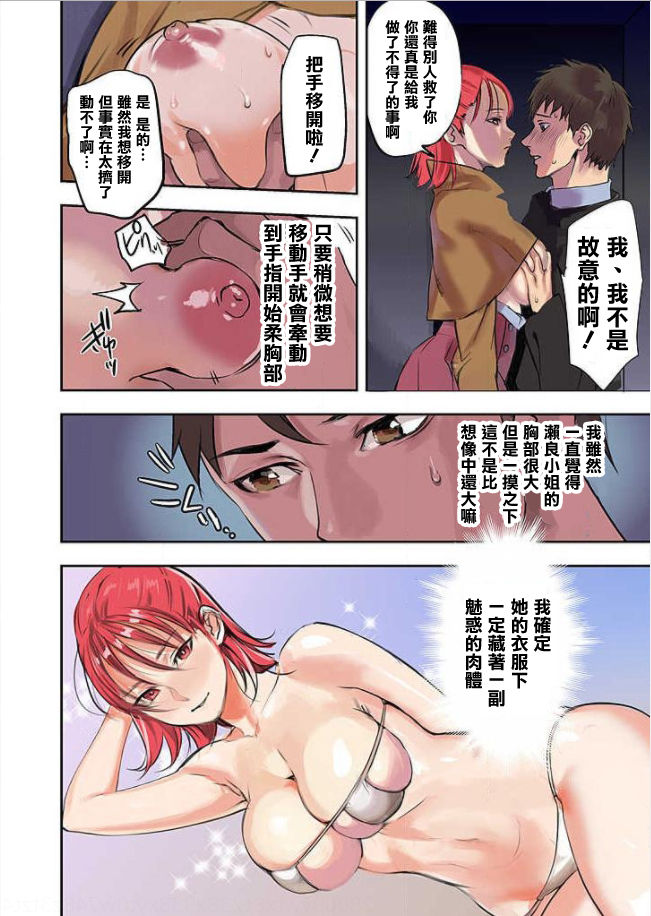 難得別人救了你
你還真是給我
做了不得了的事啊
我、我不是
故意的啊!
把手移開啦!
是 是的…
雖然我想移開
但事實在太擠了
動不了啊…
只要稍微想要
移動手就會牽動
到手指開始柔胸部
ピクッ
我雖然
一直覺得
瀨良小姐的
胸部很大
但是一摸之下
這不是比
想像中還大嘛
我確定
她的衣服下
一定藏著一副
魅惑的肉體